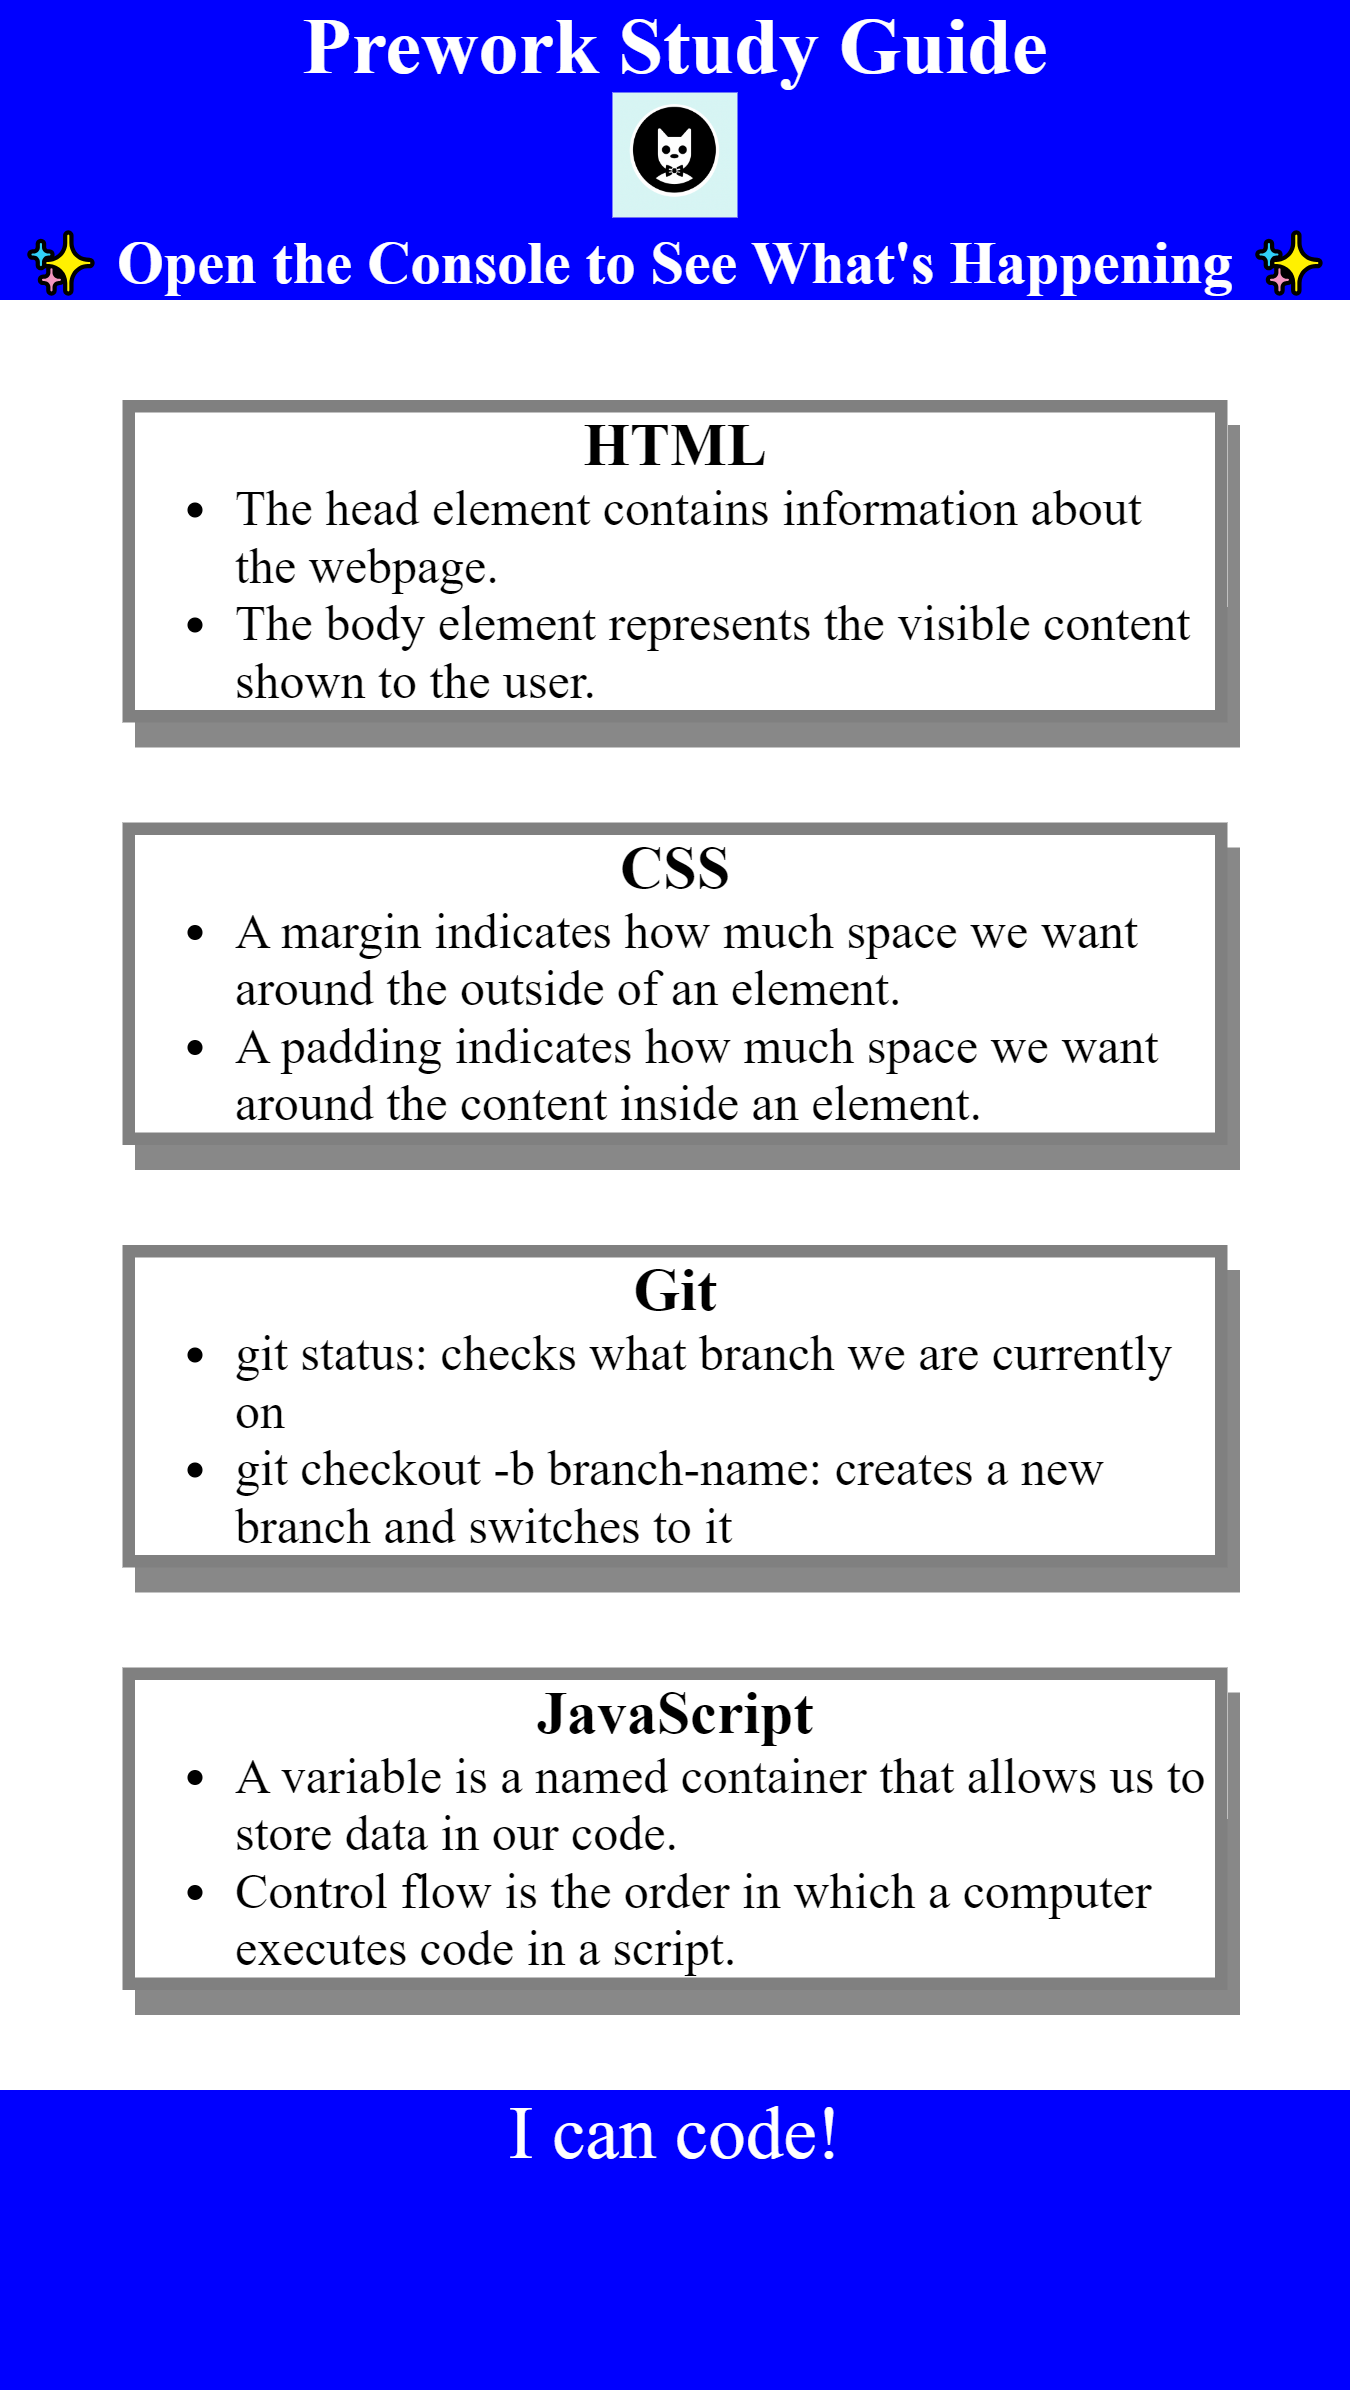 Prework Study Guide
✨ Open the Console to See What's Happening ✨
HTML
• The head element contains information about
the webpage.
• The body element represents the visible content
shown to the user.
CSS
• A margin indicates how much space we want
around the outside of an element.
• A padding indicates how much space we want
around the content inside an element.
Git
• git status: checks what branch we are currently
on
• git checkout -b branch-name: creates a new
branch and switches to it
JavaScript
• A variable is a named container that allows us to
store data in our code.
• Control flow is the order in which a computer
executes code in a script.
I can code!